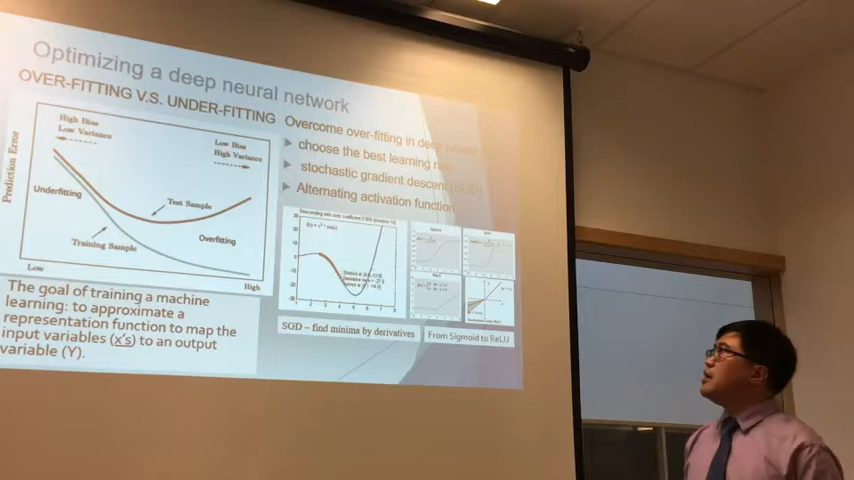 Optimizing a deep neural network
OVER-FITTING V.S. UNDER-FITTING
High Bias
Low Variance
Low Bias
High Variance
Prediction Error
Underfitting
Test Sample
Training Sample
Overfitting
Low
High
The goal of training a machine
learning: to approximate a
representation function to map the
input variables (x's) to an output
variable (Y).
Overcome over-fitting in deep
choose the best learning
stochastic gradient descent
Alternating activation function
SGD – find minima by derivatives
From Sigmoid to ReLU